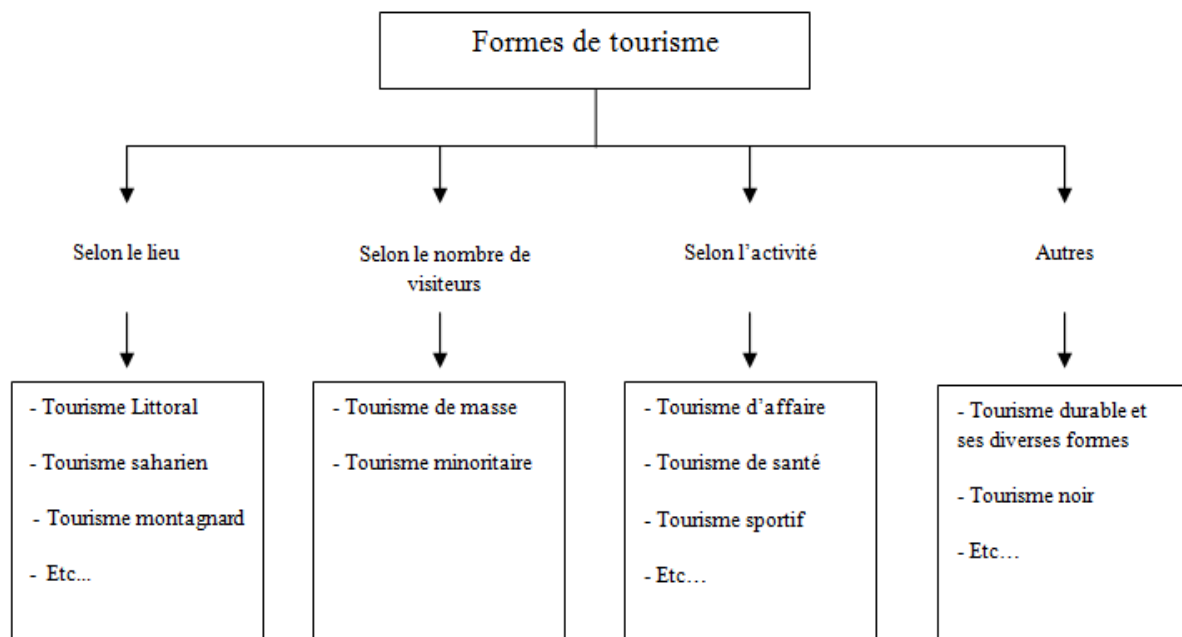 Formes de tourisme
Selon le lieu
Selon le nombre de
visiteurs
Selon l'activité
Autres
- Tourisme Littoral
- Tourisme saharien
- Tourisme montagnard
- Etc...
- Tourisme de masse
- Tourisme minoritaire
- Tourisme d'affaire
- Tourisme de santé
- Tourisme sportif
- Etc...
- Tourisme durable et
ses diverses formes
- Tourisme noir
- Etc...